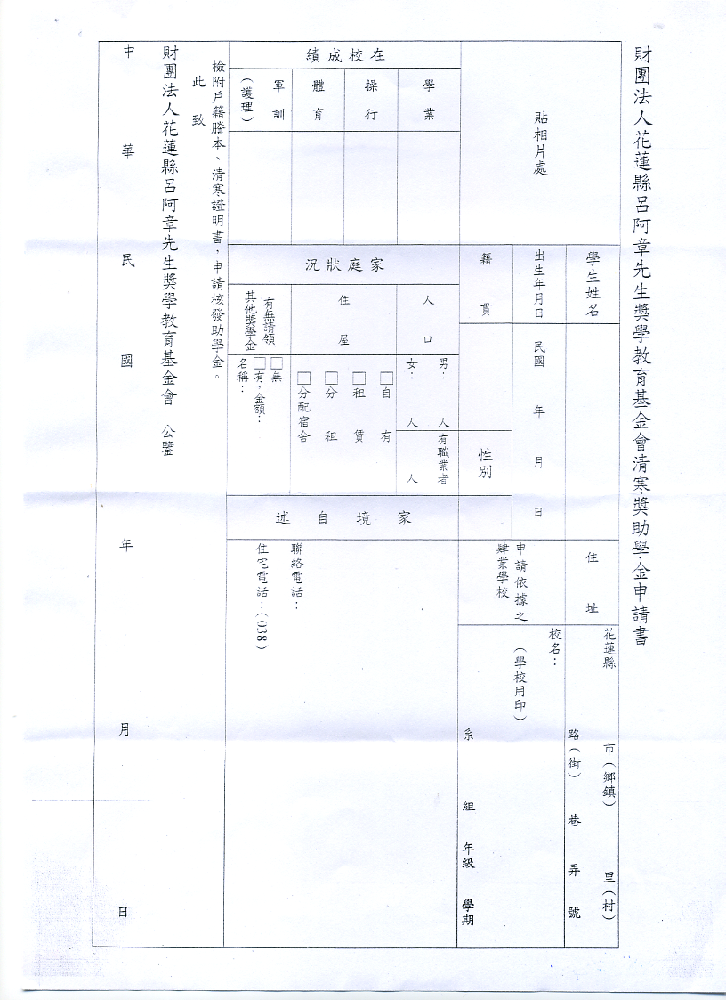 財團法人花蓮縣呂阿章先生獎學教育基金會清寒獎助學金申請書
貼相片處
學生姓名
出生年月日
民國 年 月 日
籍貫
性別
住址
花蓮縣 市(鄉鎮) 里(村)
路(街) 巷 弄 號
申請依據之
肄業學校
校名：
(學校用印)
系 組 年級 學期
在校成績
學業
操行
體育
軍訓
(護理)
家庭狀況
人口
男： 人
女： 人
有職業者
人
住屋
□自有
□租賃
□分租
□分配宿舍
有無請領
其他獎學金
□無
□有，金額：
名稱：
家境自述
聯絡電話：
住宅電話：(038)
檢附戶籍謄本、清寒證明書，申請核發助學金。
此致
財團法人花蓮縣呂阿章先生獎學教育基金會 公鑒
中華民國 年 月 日